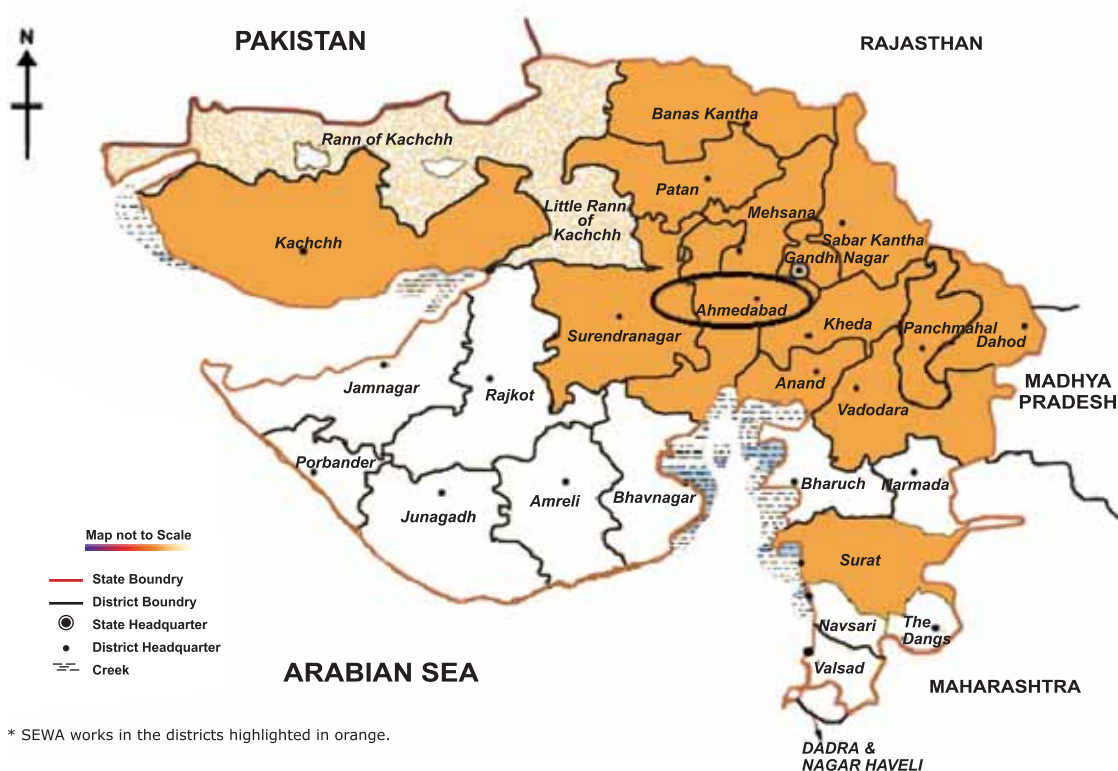 N
PAKISTAN
RAJASTHAN
Banas Kantha
Rann of Kachchh
Patan
Little Rann
of
Kachchh
Mehsana
Kachchh
Sabar Kantha
Gandhi Nagar
Ahmedabad
Surendranagar
Kheda
Panchmahal
Dahod
Jamnagar
Rajkot
Anand
Vadodara
MADHYA
PRADESH
Porbander
Junagadh
Amreli
Bhavnagar
Bharuch
Narmada
Map not to Scale
State Boundry
District Boundry
State Headquarter
District Headquarter
Creek
Surat
Navsari
The
Dangs
Valsad
ARABIAN SEA
MAHARASHTRA
* SEWA works in the districts highlighted in orange.
DADRA &
NAGAR HAVELI